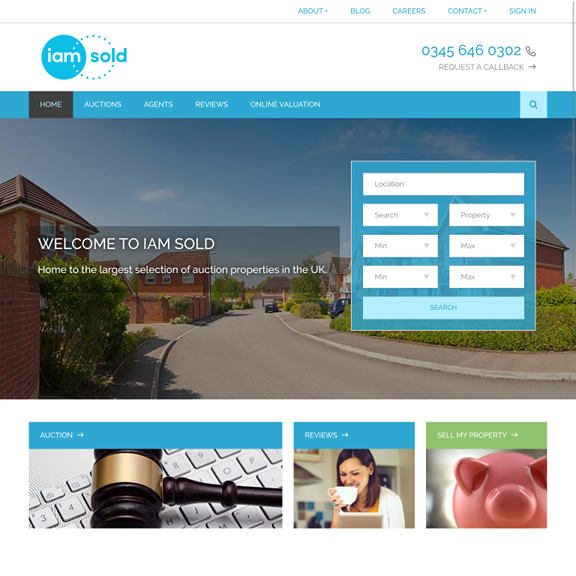 ABOUT BLOG CAREERS CONTACT SIGN IN
iam sold
0345 646 0302
REQUEST A CALLBACK →
HOME AUCTIONS AGENTS REVIEWS ONLINE VALUATION
Location
Search Property
WELCOME TO IAM SOLD
Min Max
Home to the largest selection of auction properties in the UK.
Min Max
SEARCH
AUCTION → REVIEWS → SELL MY PROPERTY →